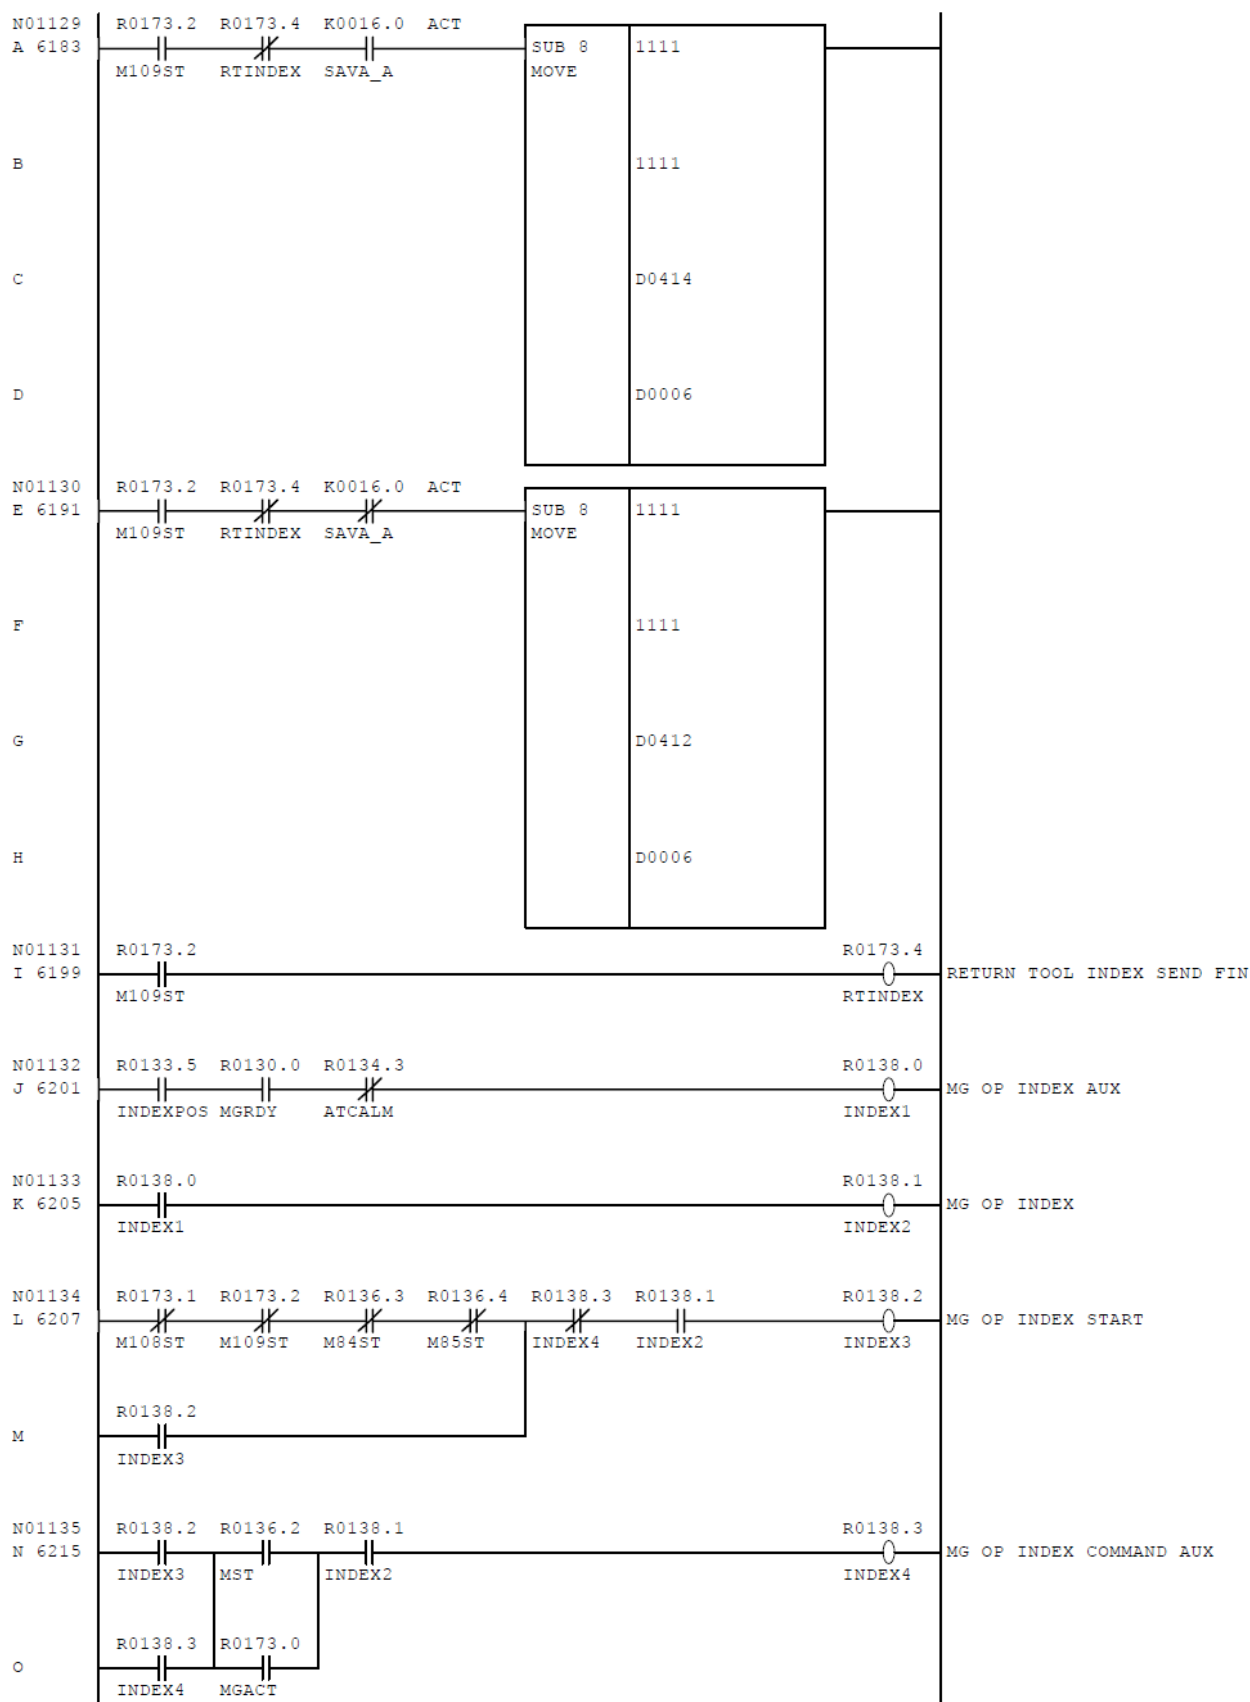 N01129 R0173.2 R0173.4 K0016.0 ACT
A 6183 SUB 8 1111
M109ST RTINDEX SAVA_A MOVE
B 1111
C D0414
D D0006
N01130 R0173.2 R0173.4 K0016.0 ACT
E 6191 SUB 8 1111
M109ST RTINDEX SAVA_A MOVE
F 1111
G D0412
H D0006
N01131 R0173.2 R0173.4
I 6199 RETURN TOOL INDEX SEND FIN
M109ST RTINDEX
N01132 R0133.5 R0130.0 R0134.3 R0138.0
J 6201 MG OP INDEX AUX
INDEXPOS MGRDY ATCALM INDEX1
N01133 R0138.0 R0138.1
K 6205 MG OP INDEX
INDEX1 INDEX2
N01134 R0173.1 R0173.2 R0136.3 R0136.4 R0138.3 R0138.1 R0138.2
L 6207 MG OP INDEX START
M108ST M109ST M84ST M85ST INDEX4 INDEX2 INDEX3
R0138.2
M
INDEX3
N01135 R0138.2 R0136.2 R0138.1 R0138.3
N 6215 MG OP INDEX COMMAND AUX
INDEX3 MST INDEX2 INDEX4
R0138.3 R0173.0
O
INDEX4 MGACT